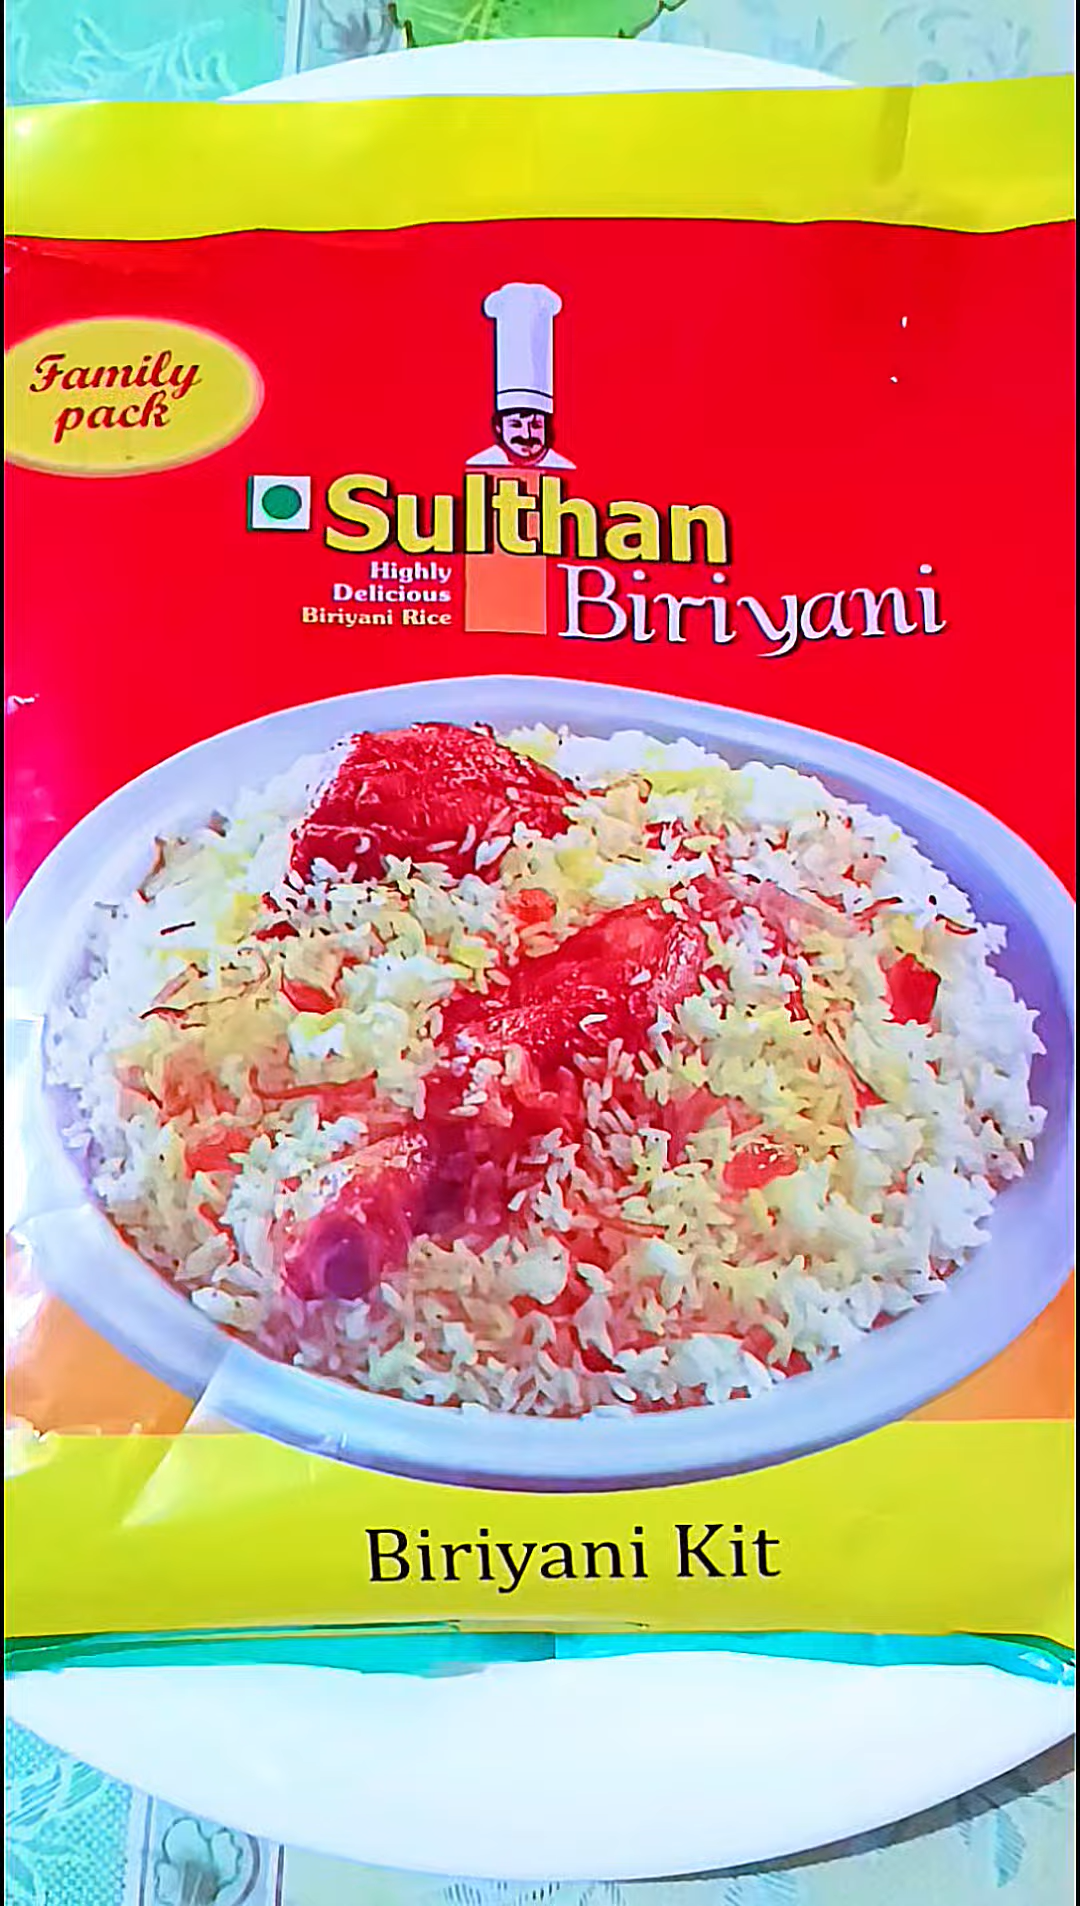 Family
pack
Sulthan
Highly
Delicious
Biriyani Rice
Biriyani
Biriyani Kit